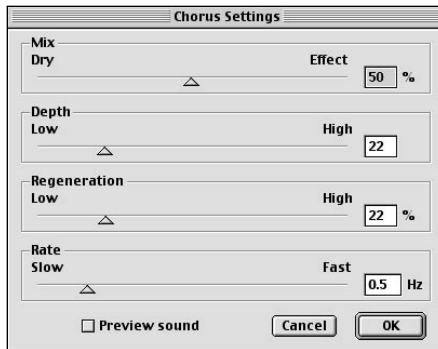 Chorus Settings
Mix
Dry Effect
50 %
Depth
Low High
22
Regeneration
Low High
22 %
Rate
Slow Fast
0.5 Hz
Preview sound Cancel OK